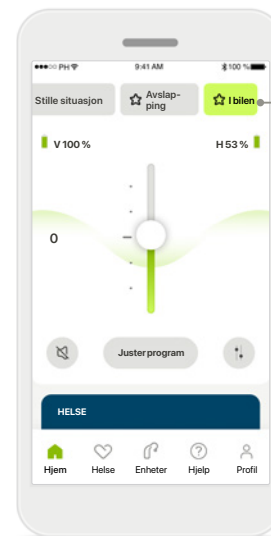 PH 9:41 AM 100 %
Stille situasjon
Avslap-
ping
I bilen
V 100 %
H 53 %
0
Juster program
HELSE
Hjem Helse Enheter Hjelp Profil